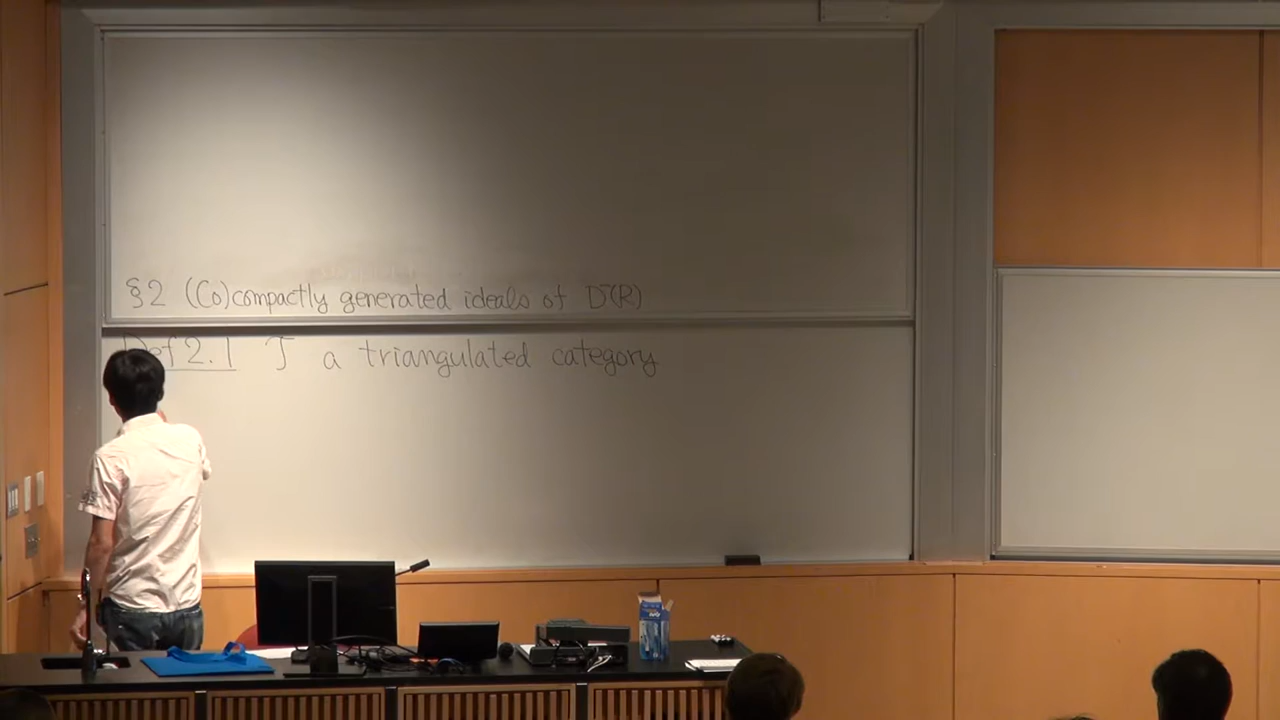 §2 (Co)compactly generated ideals of D⁻(R)
Def 2.1 𝒯 a triangulated category